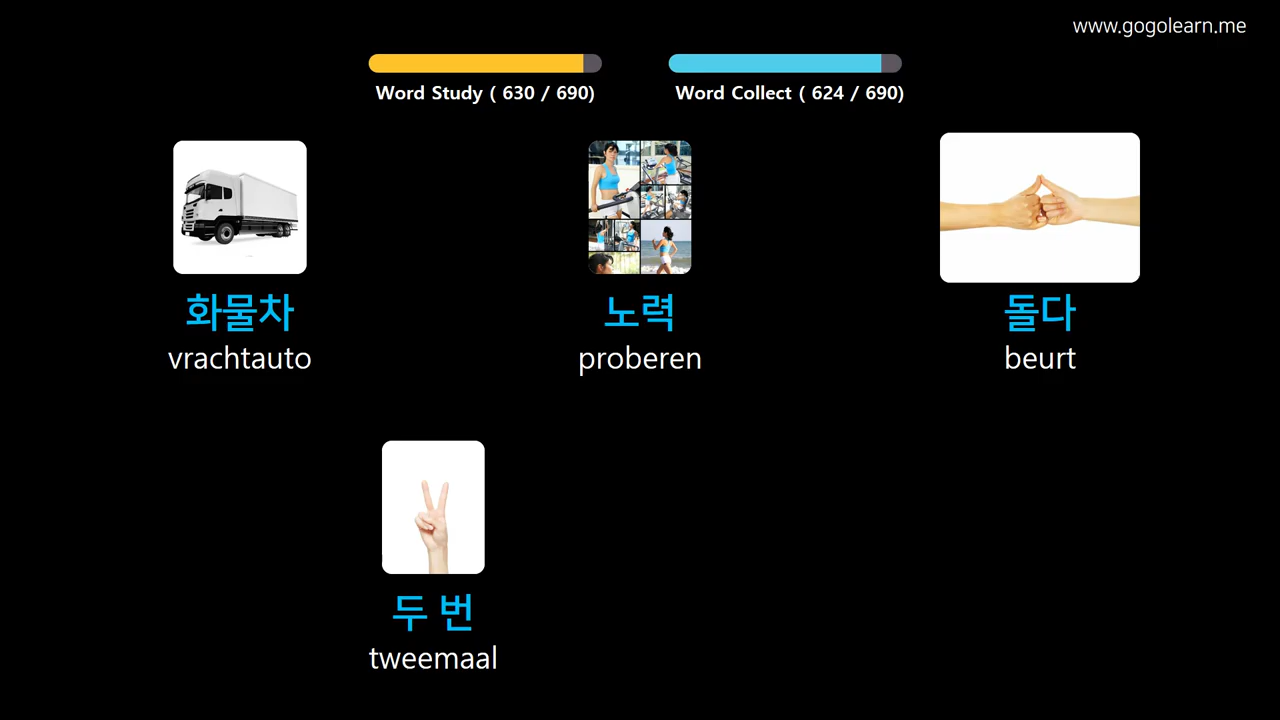 www.gogolearn.me
Word Study ( 630 / 690)
Word Collect ( 624 / 690)
화물차
vrachtauto
노력
proberen
돌다
beurt
두 번
tweemaal